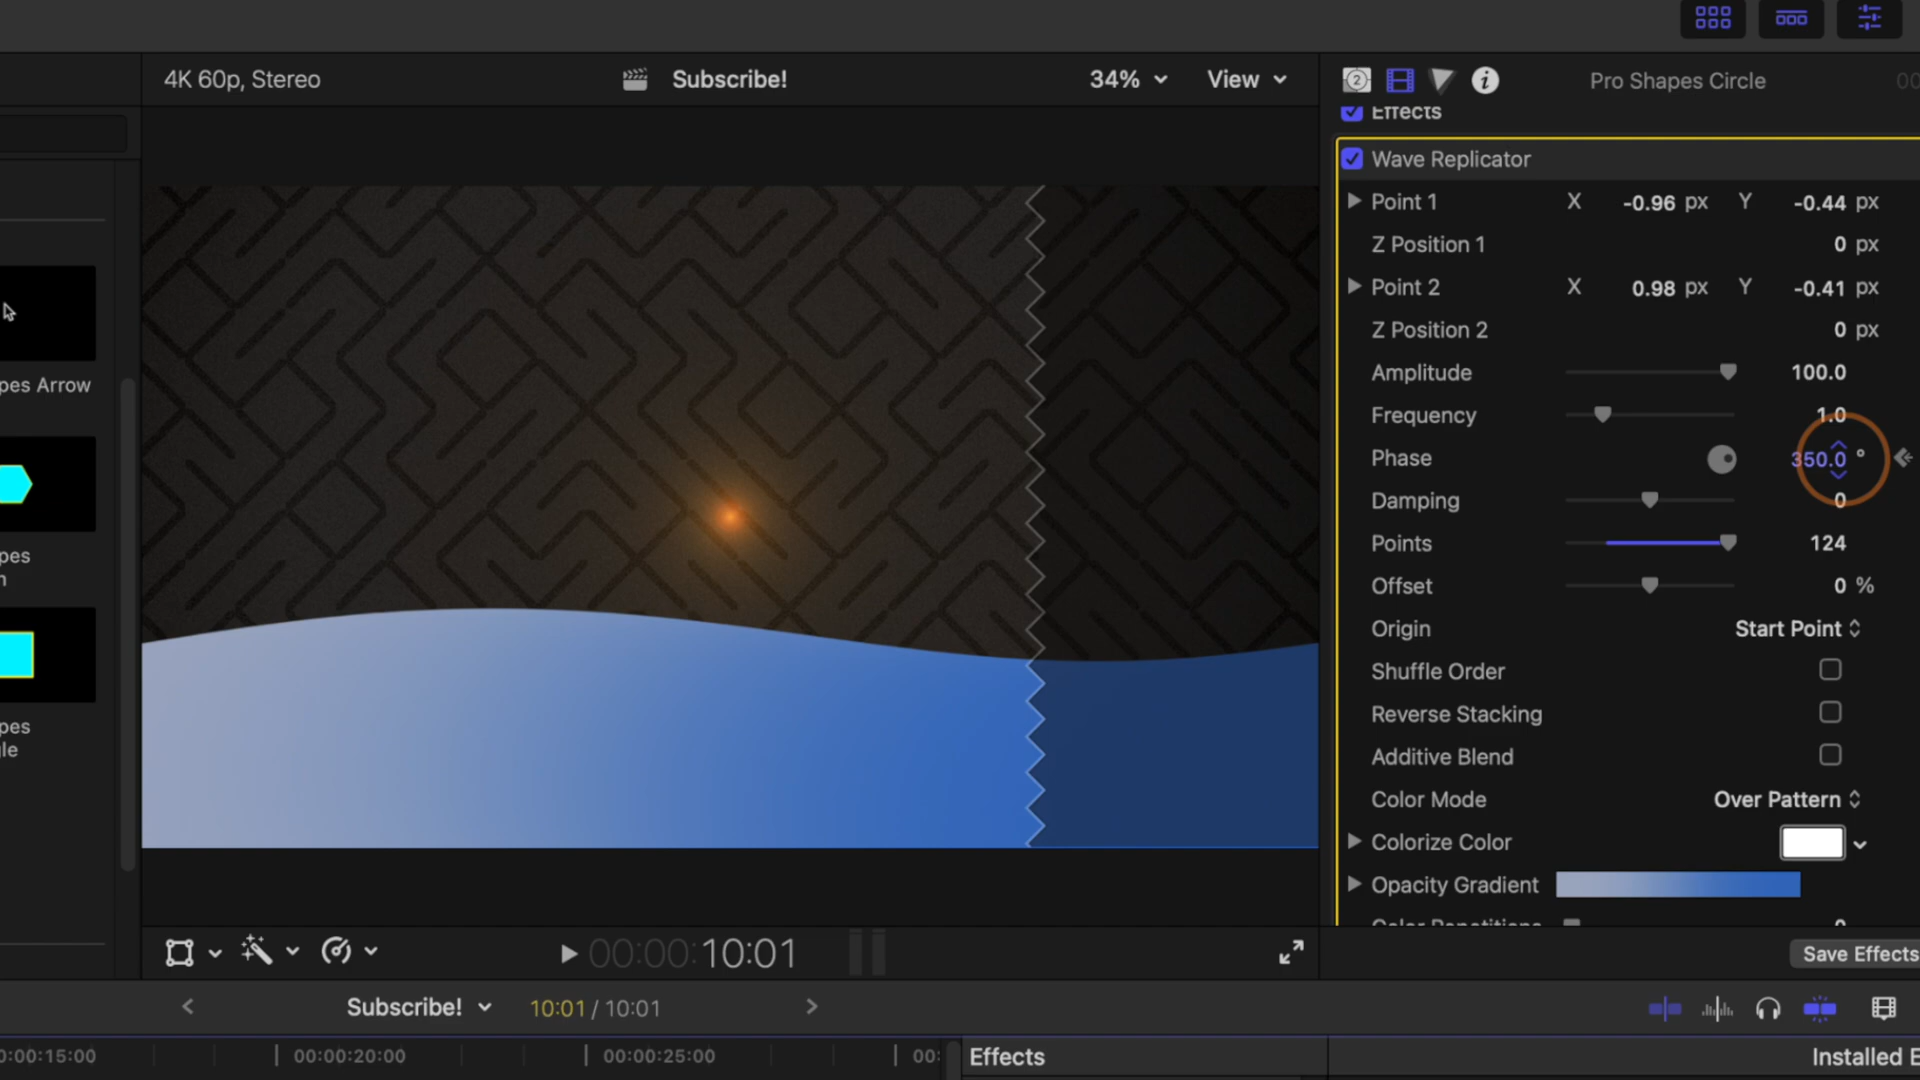 4K 60p, Stereo
Subscribe!
34%
View
2
i
Pro Shapes Circle
00
Effects
Wave Replicator
Point 1 X -0.96 px Y -0.44 px
Z Position 1 0 px
Point 2 X 0.98 px Y -0.41 px
Z Position 2 0 px
Amplitude 100.0
Frequency 1.0
Phase 350.0 °
Damping 0
Points 124
Offset 0 %
Origin Start Point
Shuffle Order
Reverse Stacking
Additive Blend
Color Mode Over Pattern
Colorize Color
Opacity Gradient
pes Arrow
pes
n
pes
le
00:00:10:01
Save Effects
Subscribe!
10:01 / 10:01
0:00:15:00
00:00:20:00
00:00:25:00
00:
Effects
Installed E